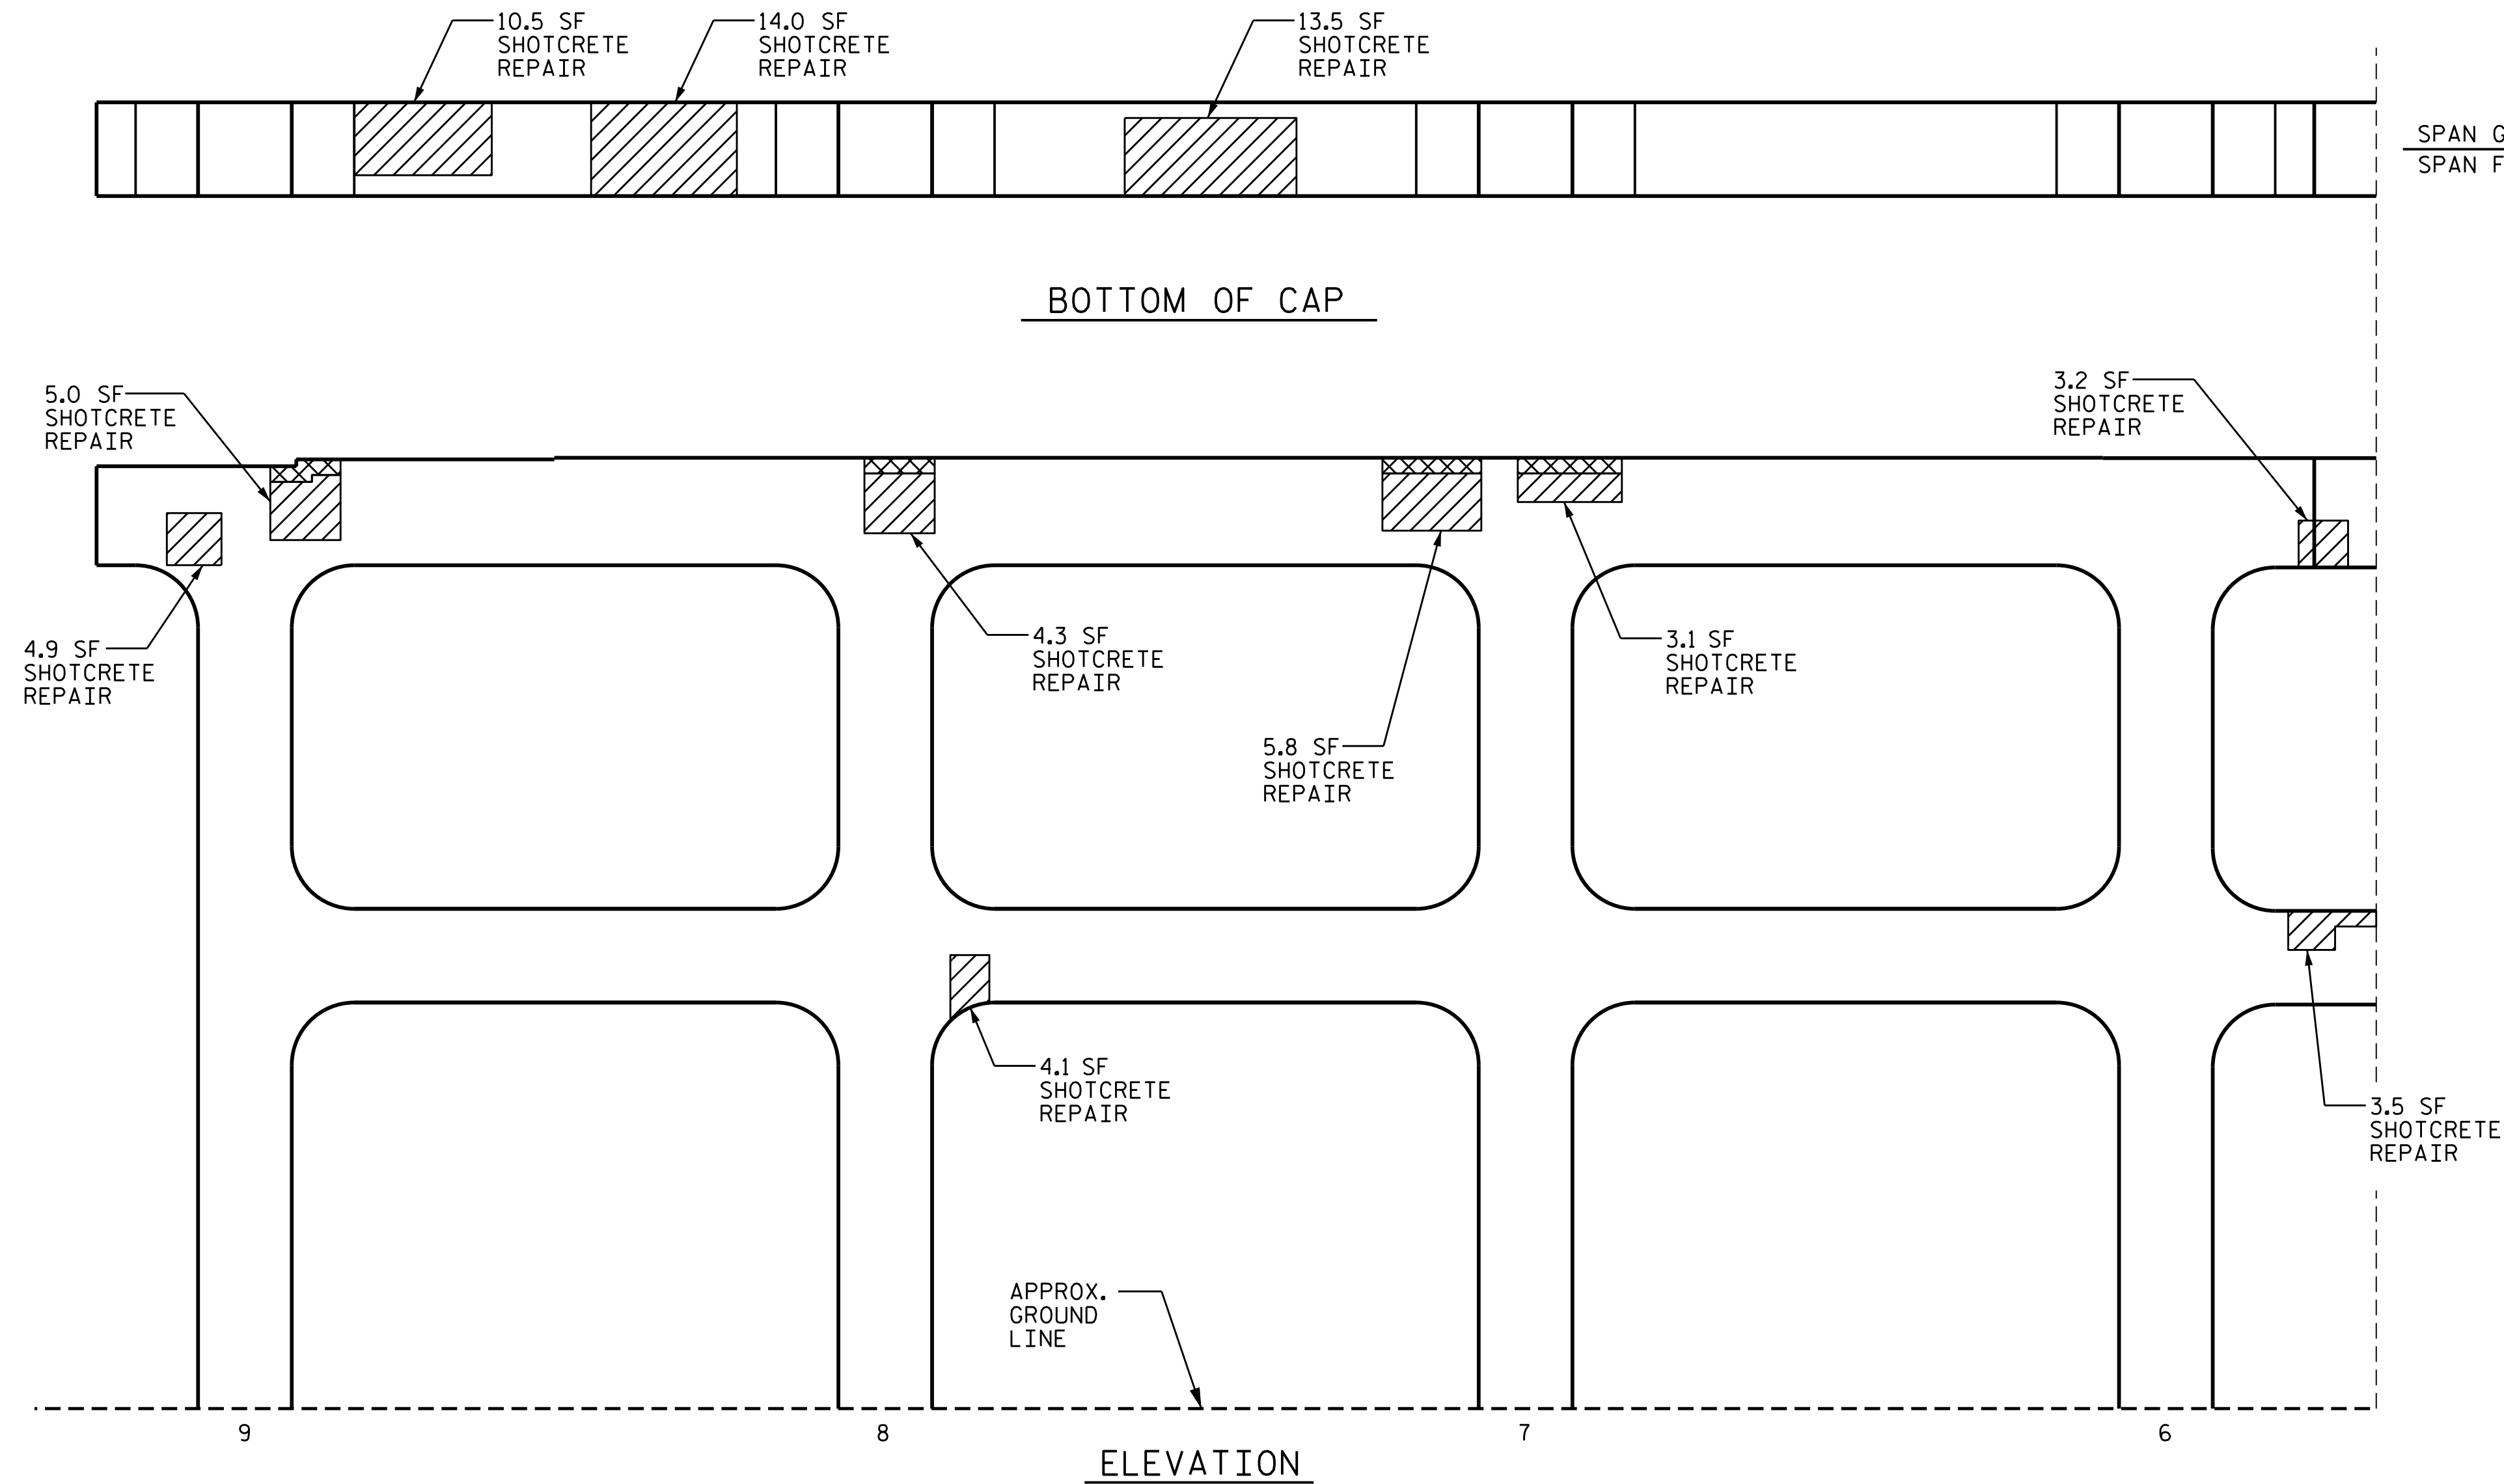 10.5 SF
SHOTCRETE
REPAIR
14.0 SF
SHOTCRETE
REPAIR
13.5 SF
SHOTCRETE
REPAIR
SPAN G
SPAN F
BOTTOM OF CAP
5.0 SF
SHOTCRETE
REPAIR
3.2 SF
SHOTCRETE
REPAIR
4.9 SF
SHOTCRETE
REPAIR
4.3 SF
SHOTCRETE
REPAIR
3.1 SF
SHOTCRETE
REPAIR
5.8 SF
SHOTCRETE
REPAIR
4.1 SF
SHOTCRETE
REPAIR
3.5 SF
SHOTCRETE
REPAIR
APPROX.
GROUND
LINE
9
8
7
6
ELEVATION